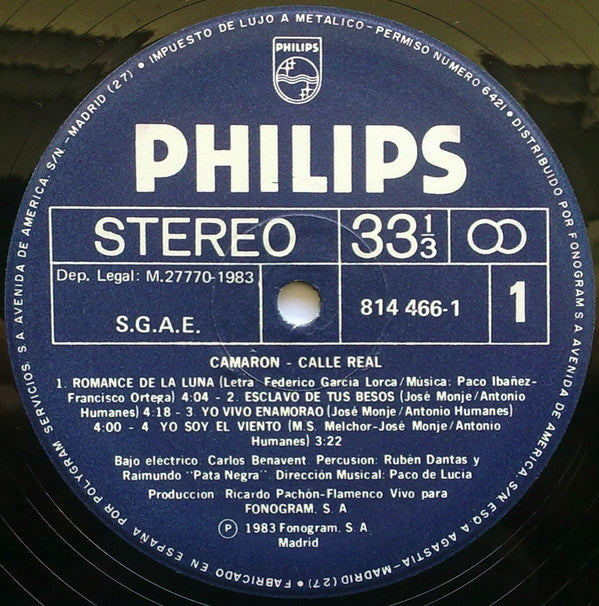 IMPUESTO DE LUJO A METALICO - PERMISO NUMERO 6421 • DISTRIBUIDO POR FONOGRAM S A AVENIDA DE AMERICA, S/N ESQ A AGASTIA - MADRID (27) • FABRICADO EN ESPAÑA POR POLYGRAM SERVICIOS, S.A AVENIDA DE AMERICA, S/N. - MADRID (27) •
PHILIPS
PHILIPS
STEREO 33 1/3
Dep. Legal: M.27770-1983
S.G.A.E.
814 466-1 1
CAMARON - CALLE REAL
1. ROMANCE DE LA LUNA (Letra: Federico García Lorca/Música: Paco Ibañez-
Francisco Ortega) 4:04 - 2. ESCLAVO DE TUS BESOS (José Monje/Antonio
Humanes) 4:18 - 3. YO VIVO ENAMORAO (José Monje/Antonio Humanes)
4:00 - 4 YO SOY EL VIENTO (M.S. Melchor-José Monje/Antonio
Humanes) 3:22
Bajo eléctrico: Carlos Benavent. Percusion: Rubén Dantas y
Raimundo "Pata Negra". Dirección Musical: Paco de Lucía
Produccion: Ricardo Pachón-Flamenco Vivo para
FONOGRAM, S. A
Ⓟ 1983 Fonogram, S. A.
Madrid